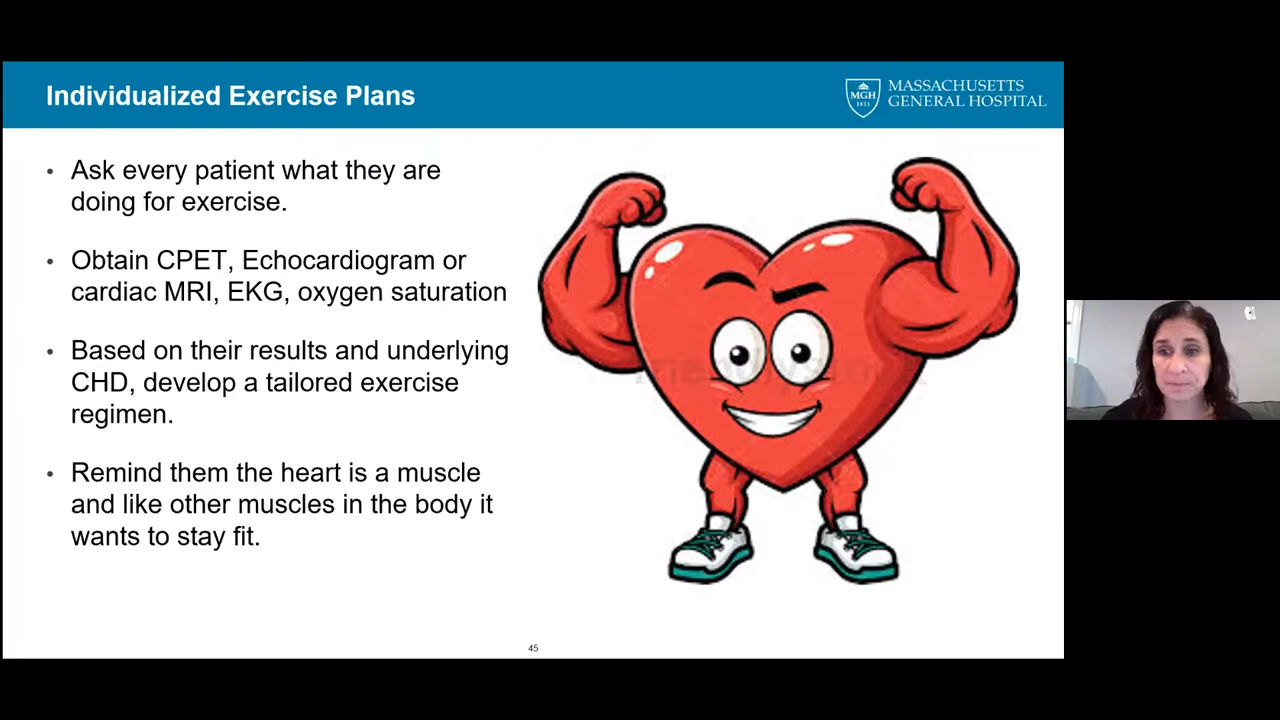 Individualized Exercise Plans
MGH
1811
MASSACHUSETTS
GENERAL HOSPITAL
• Ask every patient what they are
doing for exercise.
• Obtain CPET, Echocardiogram or
cardiac MRI, EKG, oxygen saturation
• Based on their results and underlying
CHD, develop a tailored exercise
regimen.
• Remind them the heart is a muscle
and like other muscles in the body it
wants to stay fit.
45